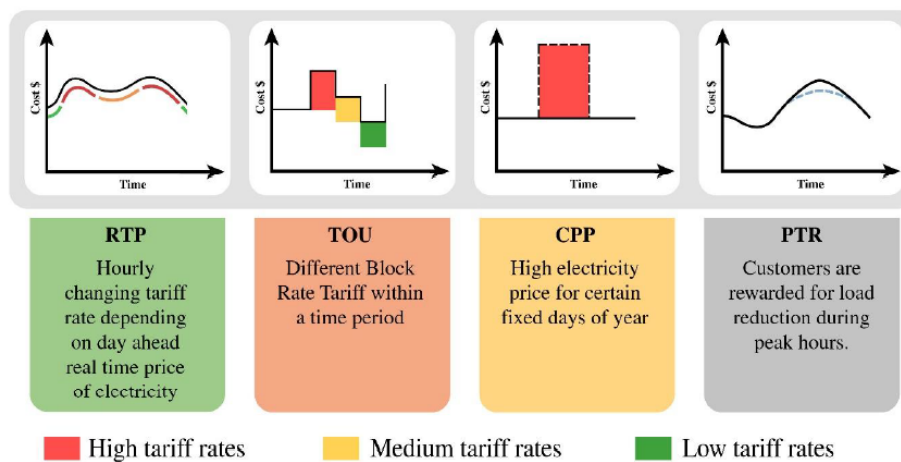 Cost $
Time
Cost $
Time
Cost $
Time
Cost $
Time
RTP
Hourly
changing tariff
rate depending
on day ahead
real time price
of electricity
TOU
Different Block
Rate Tariff within
a time period
CPP
High electricity
price for certain
fixed days of year
PTR
Customers are
rewarded for load
reduction during
peak hours.
High tariff rates
Medium tariff rates
Low tariff rates